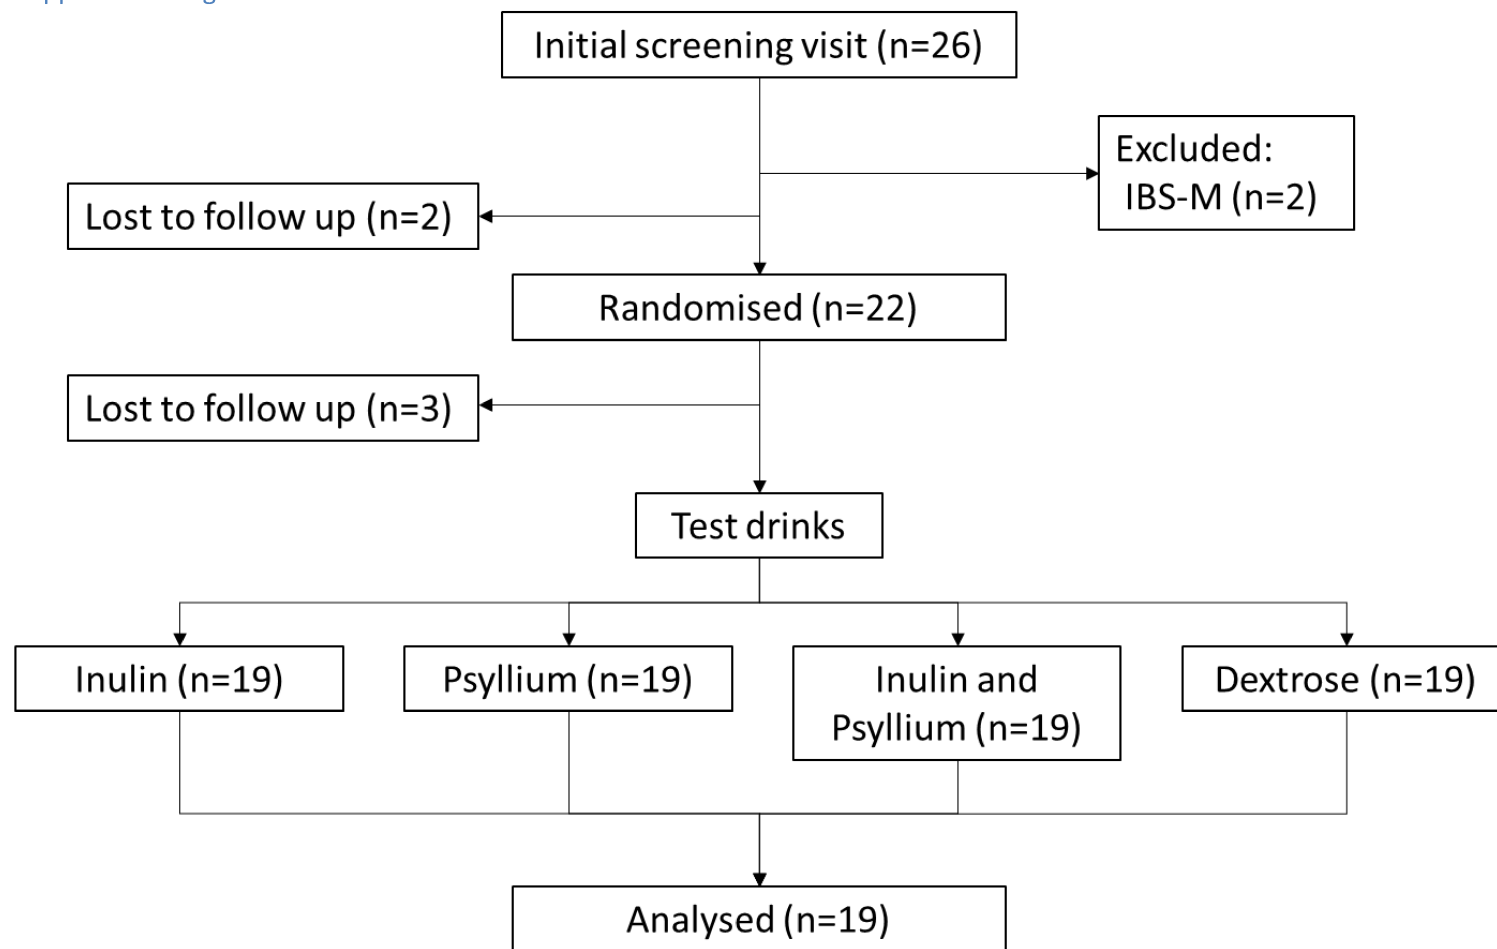 Initial screening visit (n=26)
Excluded:
IBS-M (n=2)
Lost to follow up (n=2)
Randomised (n=22)
Lost to follow up (n=3)
Test drinks
Inulin (n=19)
Psyllium (n=19)
Inulin and
Psyllium (n=19)
Dextrose (n=19)
Analysed (n=19)